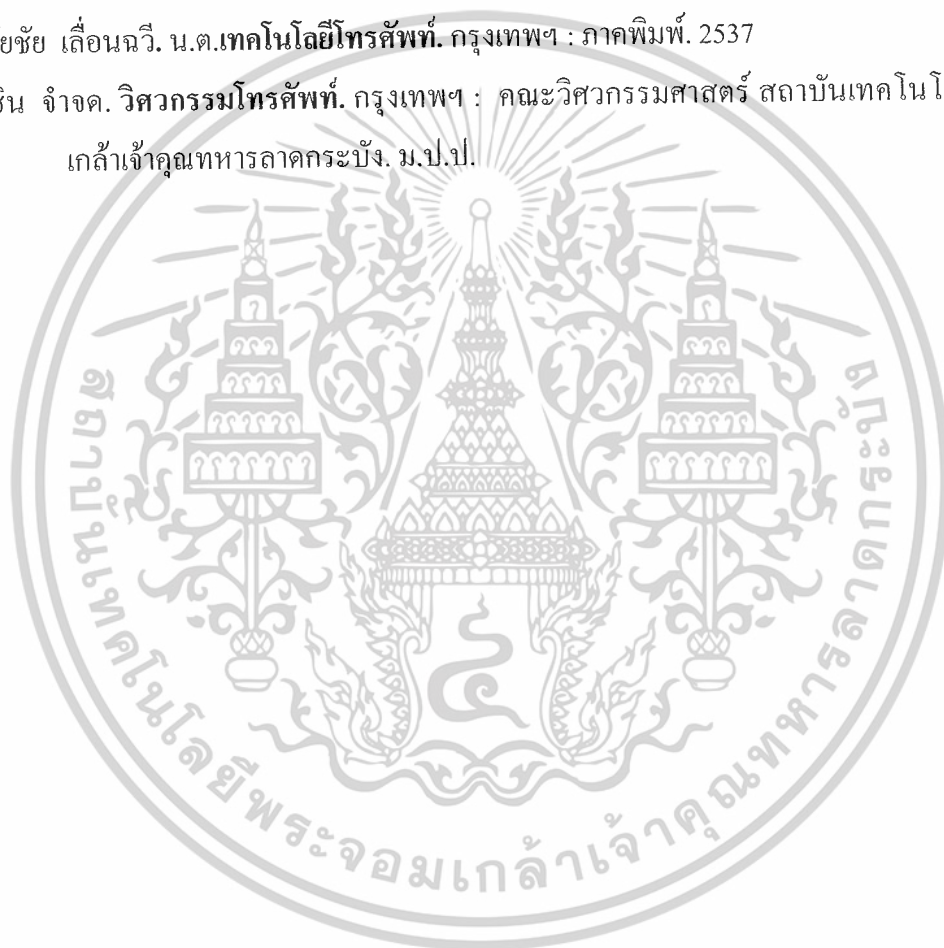 ยชัย เลื่อนฉวี. น.ต.เทคโนโลยีโทรศัพท์. กรุงเทพฯ : ภาคพิมพ์. 2537
ชิน จำจด. วิศวกรรมโทรศัพท์. กรุงเทพฯ : คณะวิศวกรรมศาสตร์ สถาบันเทคโนโ
เกล้าเจ้าคุณทหารลาดกระบัง. ม.ป.ป.
สถาบันเทคโนโลยีพระจอมเกล้าเจ้าคุณทหารลาดกระบัง
๔